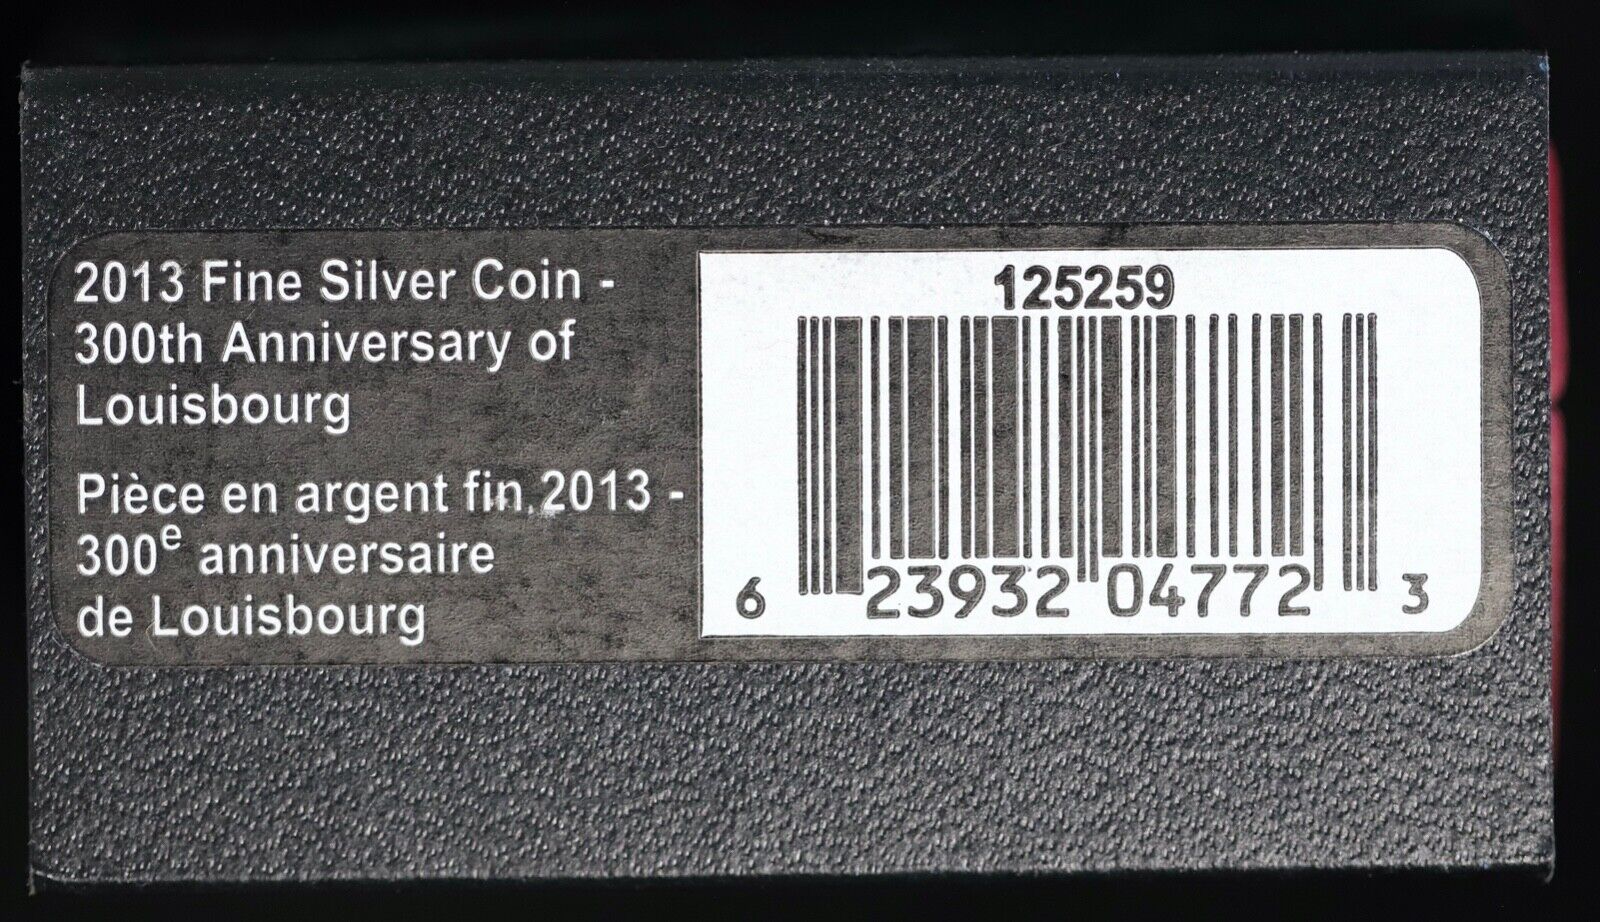 2013 Fine Silver Coin -
300th Anniversary of
Louisbourg
Pièce en argent fin 2013 -
300e anniversaire
de Louisbourg
125259
6 23932 04772 3